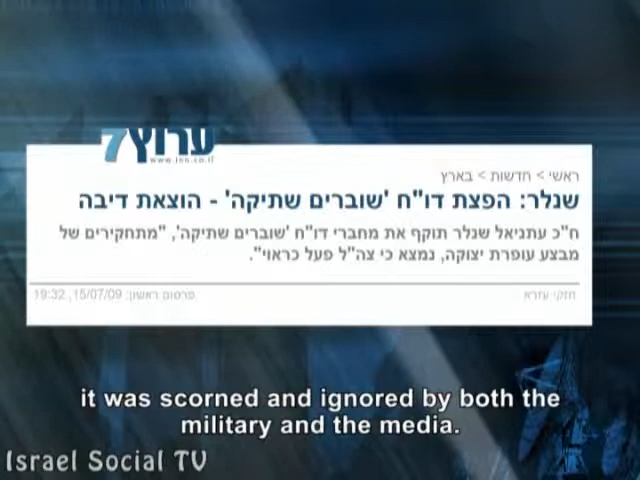 ערוץ7
www.inn.co.il
ראשי > חדשות > בארץ
שנלר: הפצת דו"ח 'שוברים שתיקה' - הוצאת דיבה
ח"כ עתניאל שנלר תוקף את מחברי דו"ח 'שוברים שתיקה', "מתחקירים של
מבצע עופרת יצוקה, נמצא כי צה"ל פעל כראוי".
חזקי עזרא
פרסום ראשון: 15/07/09, 19:32
it was scorned and ignored by both the
military and the media.
Israel Social TV